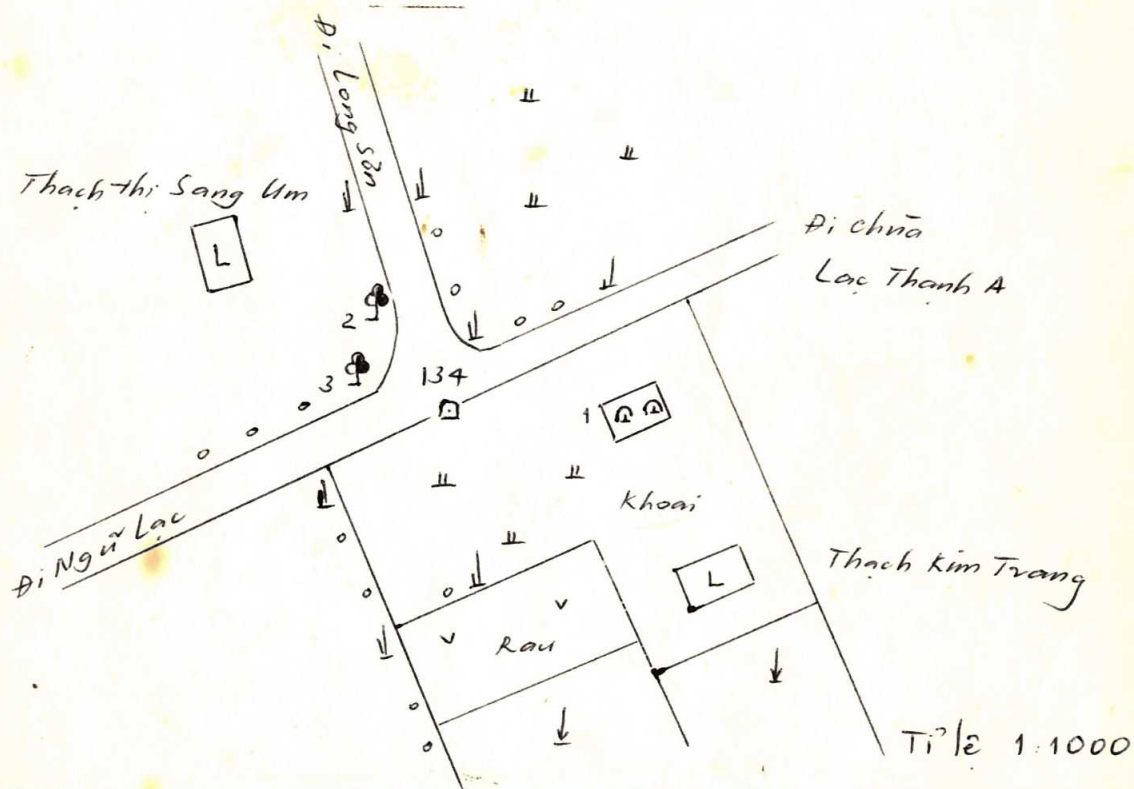 Đi Long Sơn
Thạch Thị Sang Um
L
Đi chùa
Lạc Thạnh A
2
3
134
1
Khoai
Đi Ngũ Lạc
Thạch Kim Trang
L
Rau
Tỉ lệ 1:1000